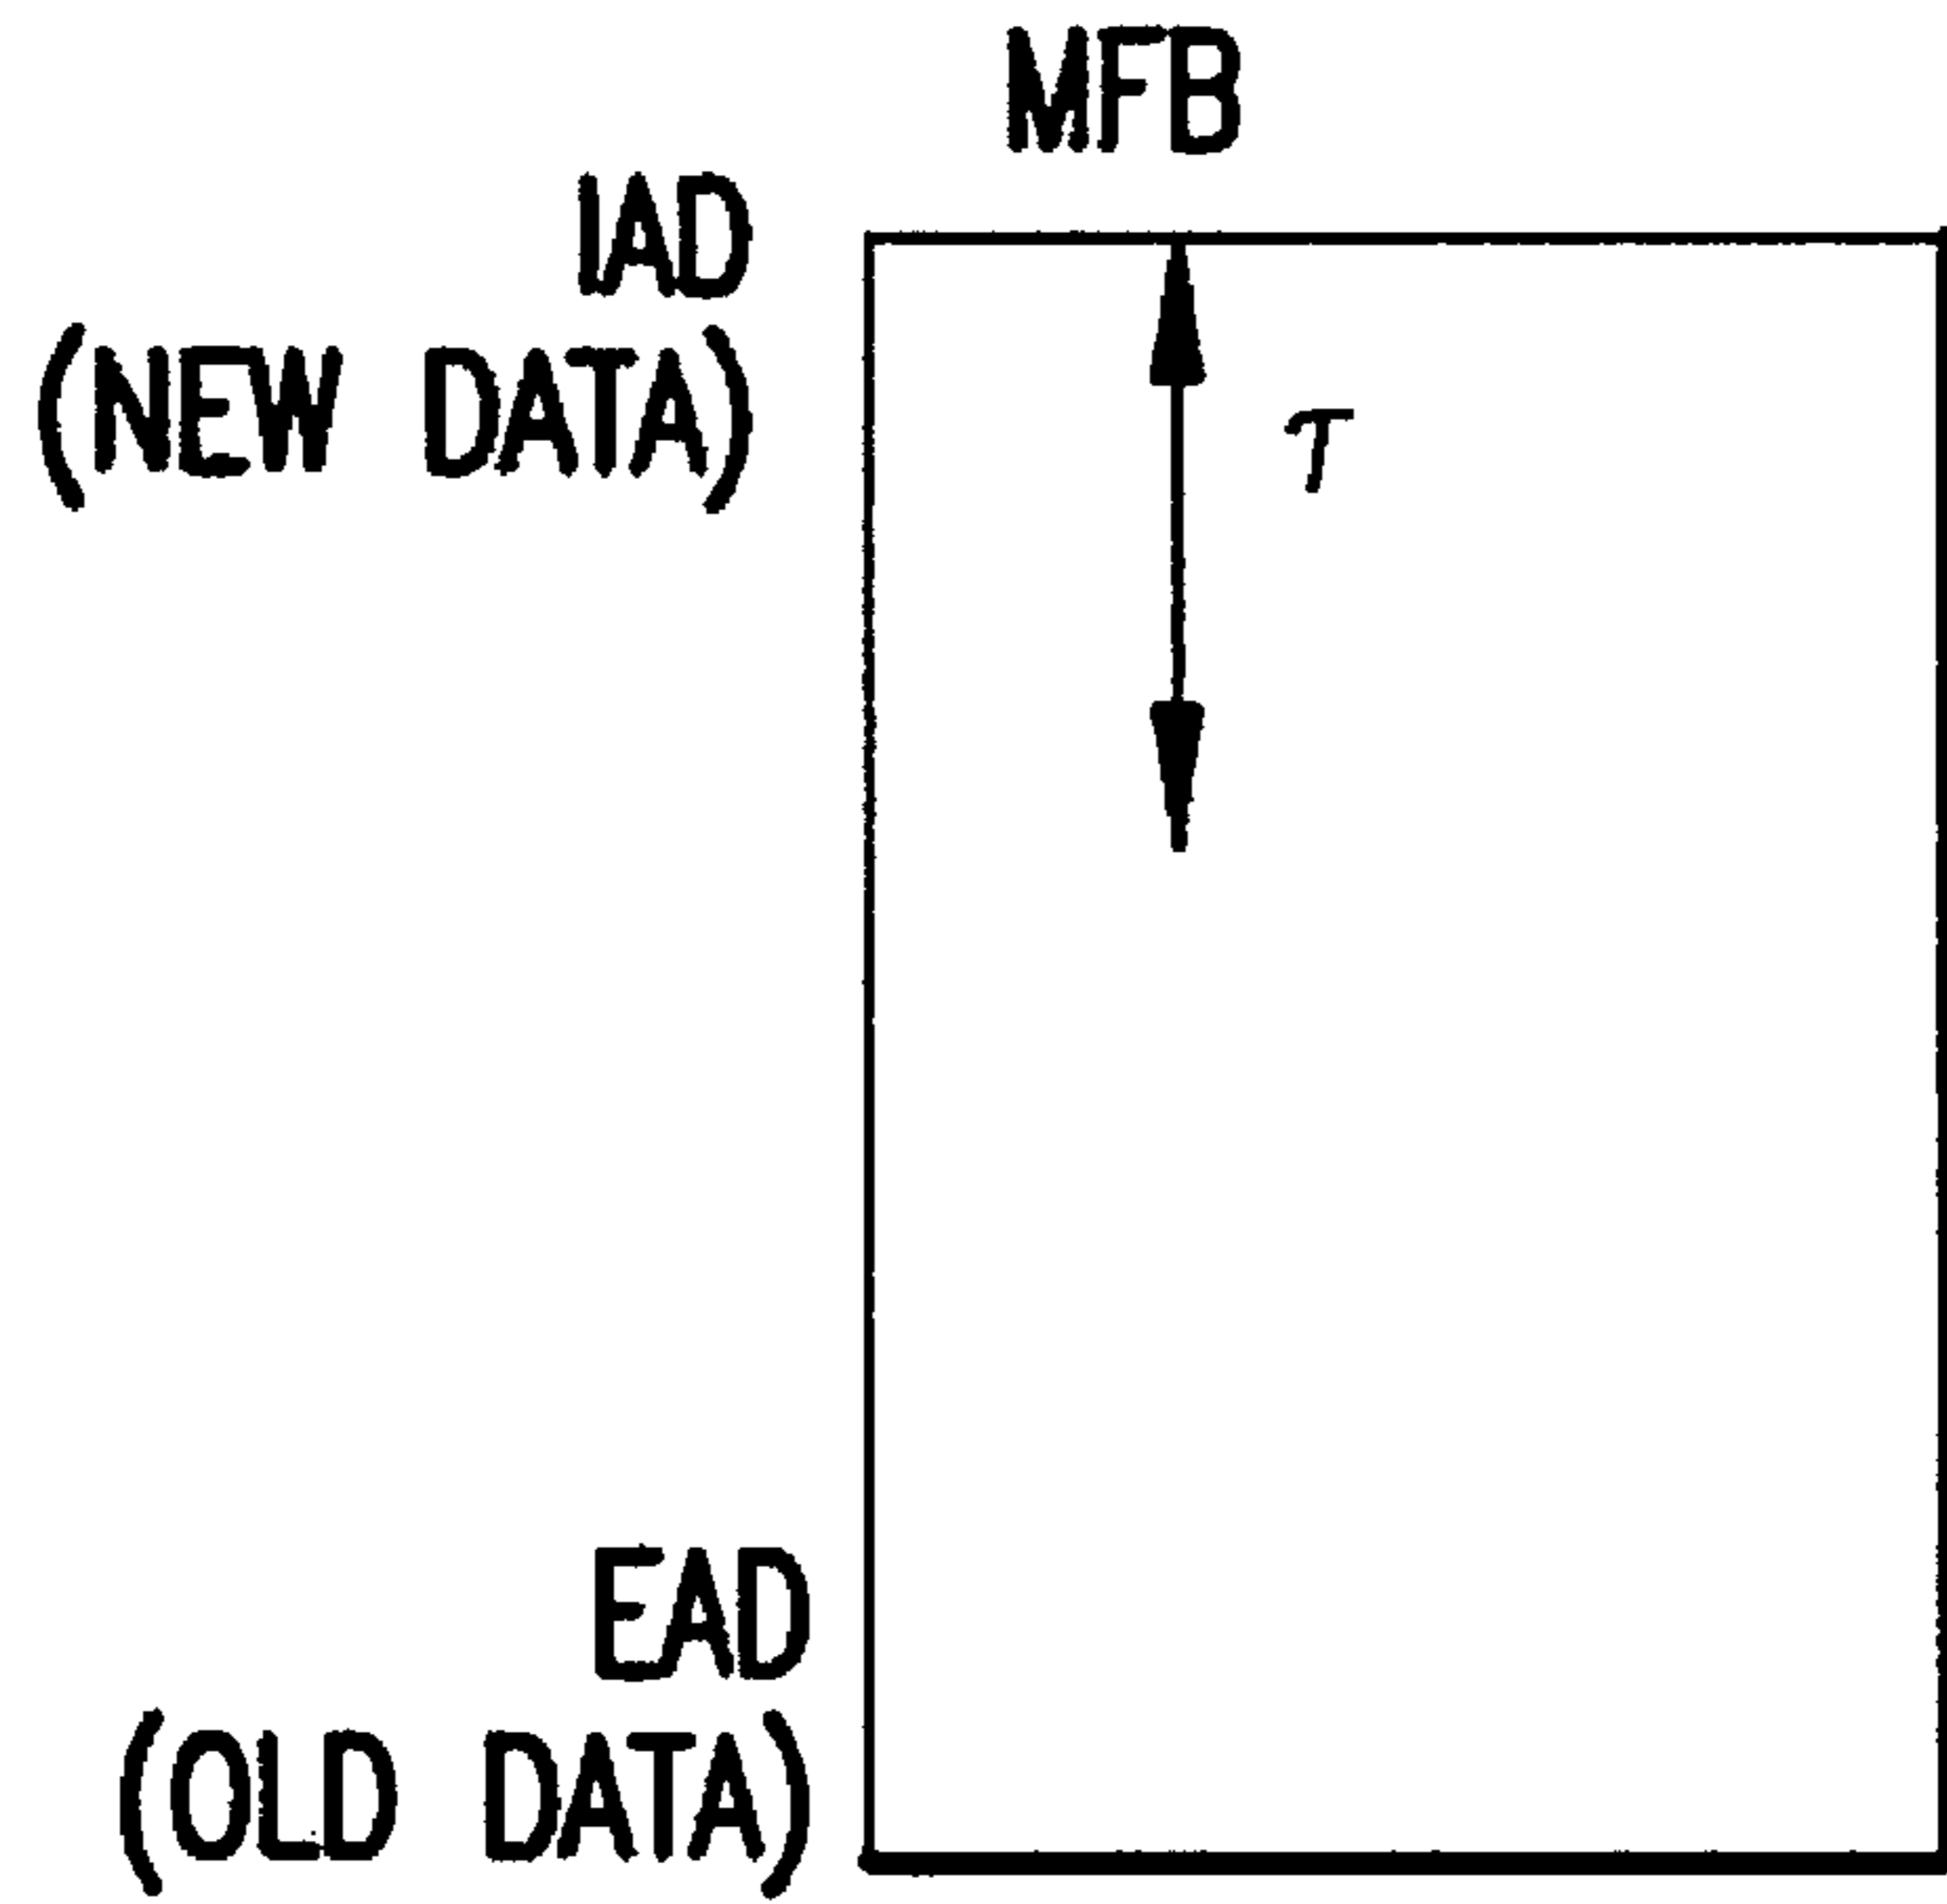 MFB
IAD
(NEW DATA)
τ
EAD
(OLD DATA)